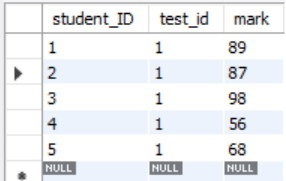 student_ID test_id mark
1 1 89
2 1 87
3 1 98
4 1 56
5 1 68
NULL NULL NULL